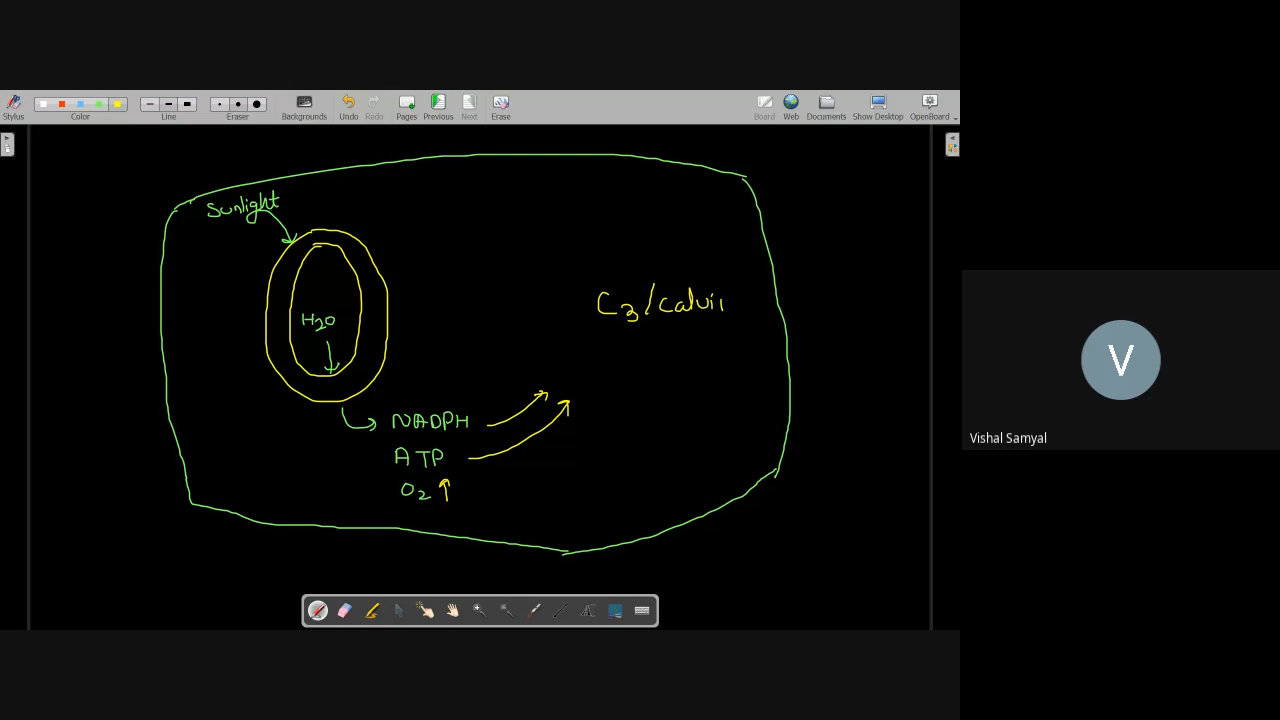 Stylus Color Line Eraser Backgrounds Undo Redo Pages Previous Next Erase Board Web Documents Show Desktop OpenBoard
Sunlight
H2O
C3/Calvi
NADPH
ATP
O2
V
Vishal Samyal